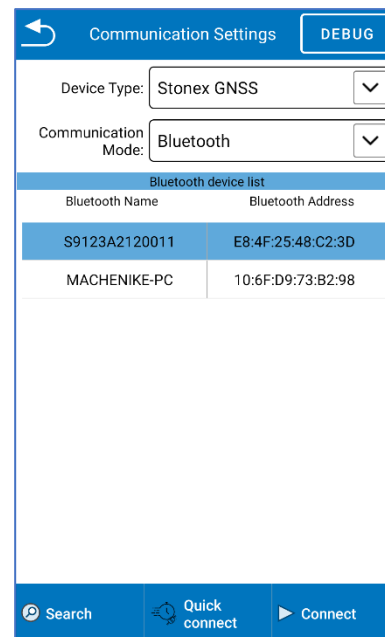 Communication Settings
DEBUG
Device Type:
Stonex GNSS
Communication
Mode:
Bluetooth
Bluetooth device list
Bluetooth Name
Bluetooth Address
S9123A2120011
E8:4F:25:48:C2:3D
MACHENIKE-PC
10:6F:D9:73:B2:98
Search
Quick
connect
Connect